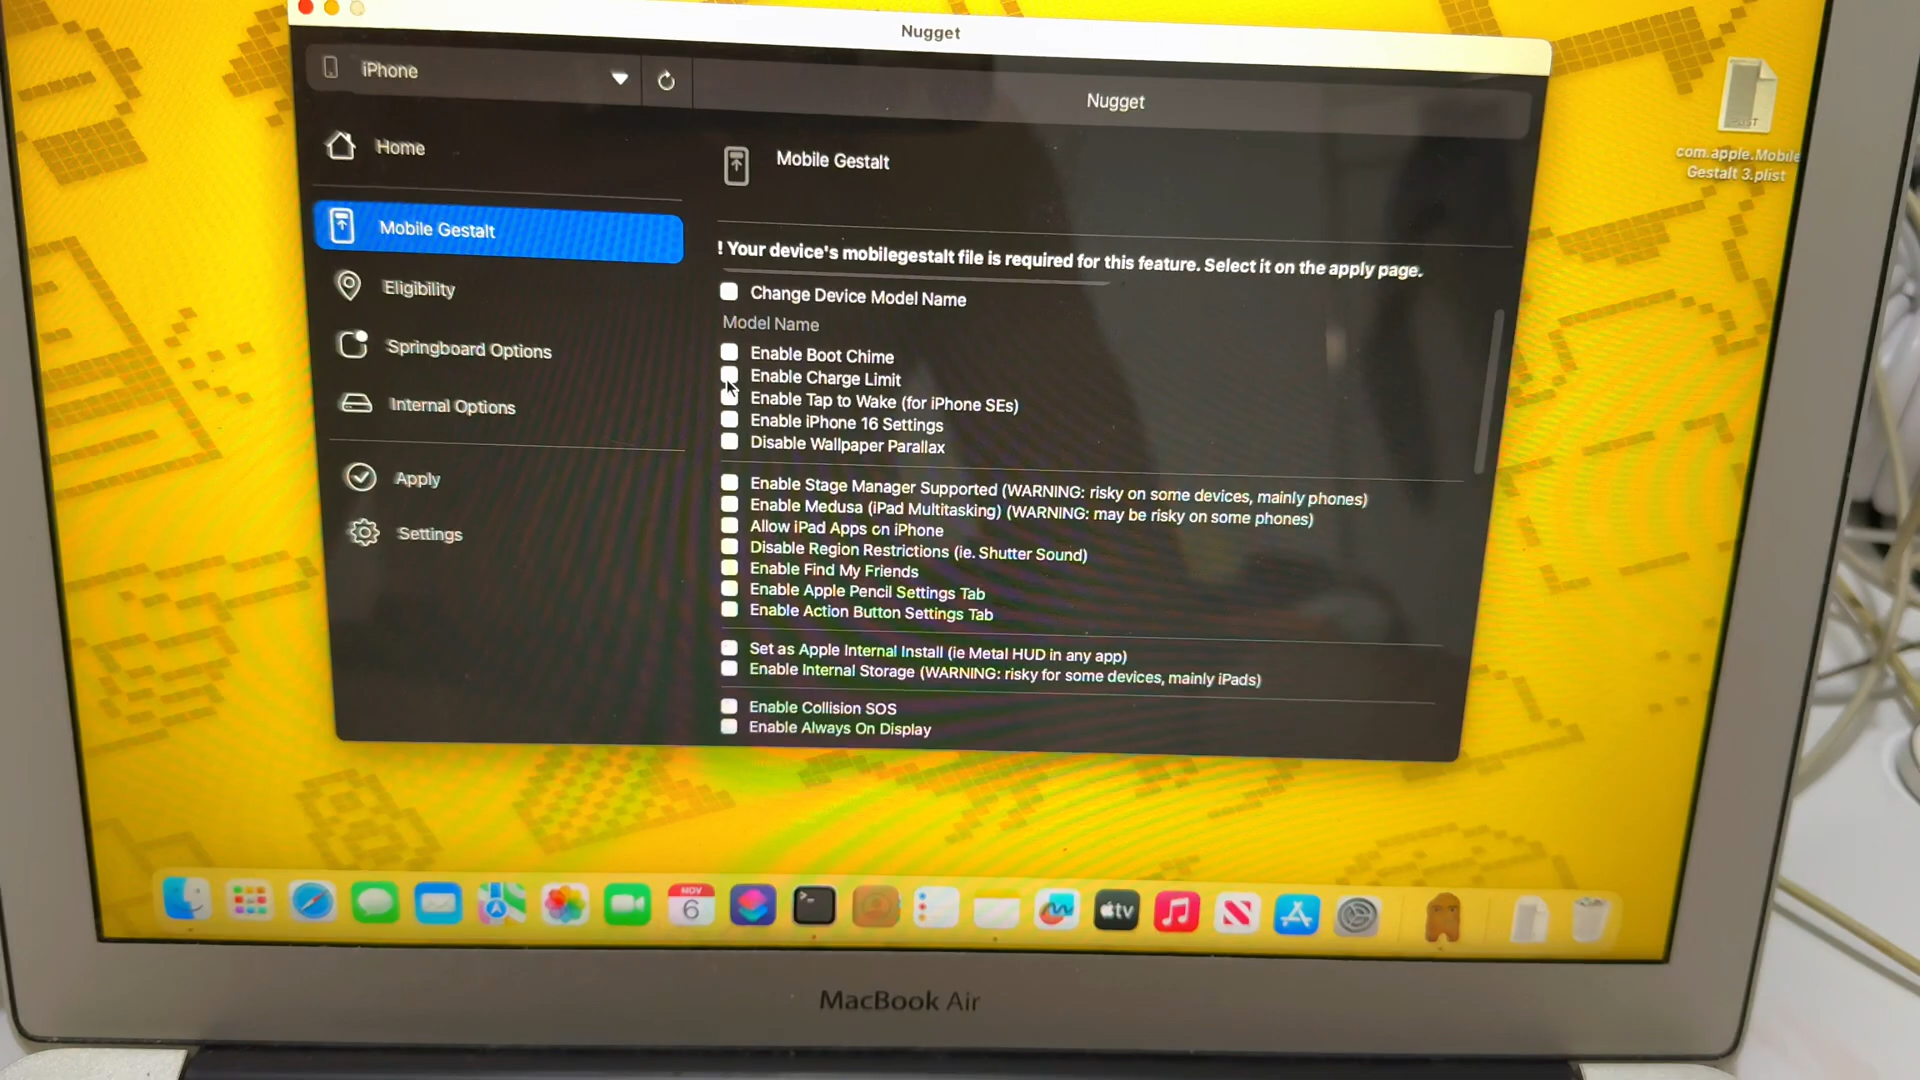 Nugget
iPhone
Nugget
Home
Mobile Gestalt
Eligibility
Springboard Options
Internal Options
Apply
Settings
Mobile Gestalt
! Your device's mobilegestalt file is required for this feature. Select it on the apply page.
Change Device Model Name
Model Name
Enable Boot Chime
Enable Charge Limit
Enable Tap to Wake (for iPhone SEs)
Enable iPhone 16 Settings
Disable Wallpaper Parallax
Enable Stage Manager Supported (WARNING: risky on some devices, mainly phones)
Enable Medusa (iPad Multitasking) (WARNING: may be risky on some phones)
Allow iPad Apps on iPhone
Disable Region Restrictions (ie. Shutter Sound)
Enable Find My Friends
Enable Apple Pencil Settings Tab
Enable Action Button Settings Tab
Set as Apple Internal Install (ie Metal HUD in any app)
Enable Internal Storage (WARNING: risky for some devices, mainly iPads)
Enable Collision SOS
Enable Always On Display
com.apple.Mobile
Gestalt 3.plist
NOV
6
tv
MacBook Air